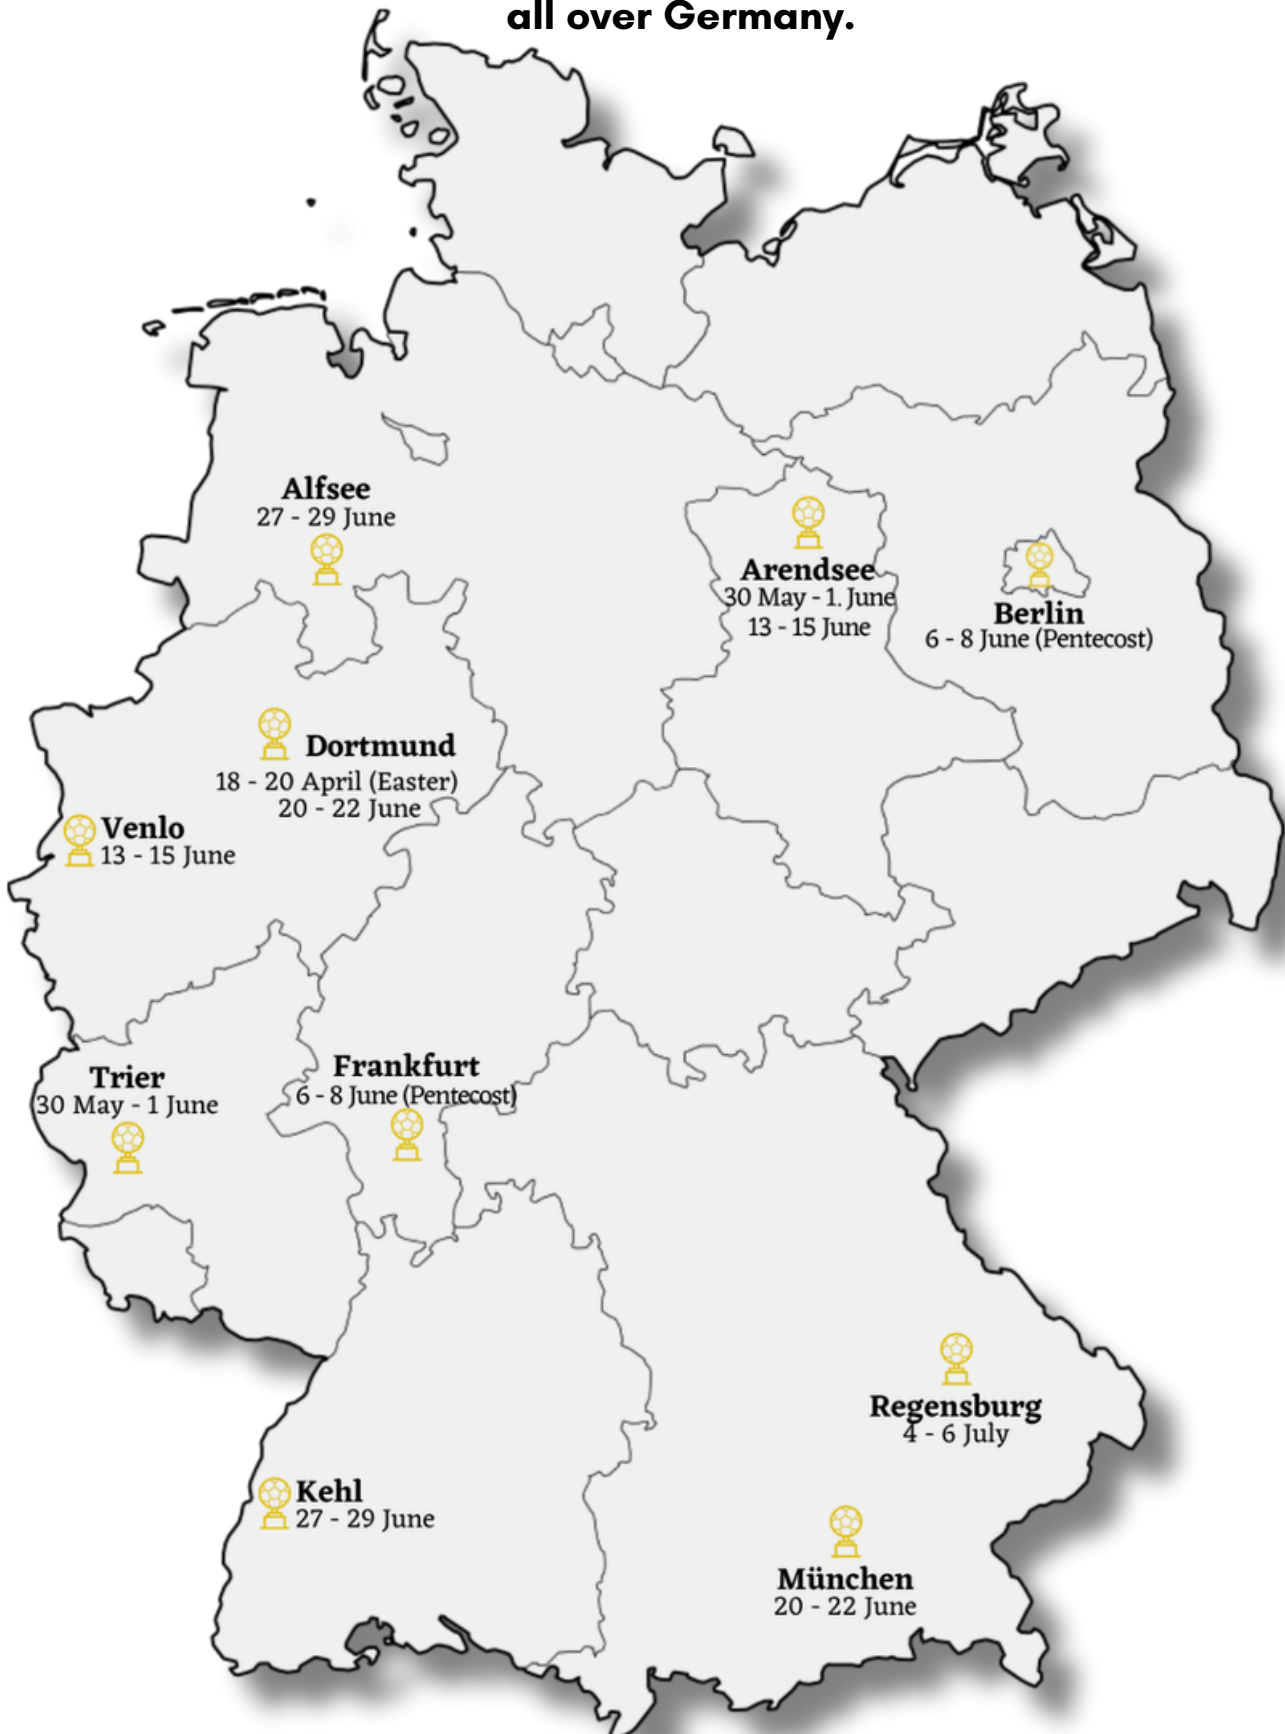 all over Germany.
Alfsee
27 - 29 June
Arendsee
30 May - 1. June
13 - 15 June
Berlin
6 - 8 June (Pentecost)
Dortmund
18 - 20 April (Easter)
20 - 22 June
Venlo
13 - 15 June
Trier
30 May - 1 June
Frankfurt
6 - 8 June (Pentecost)
Regensburg
4 - 6 July
Kehl
27 - 29 June
München
20 - 22 June